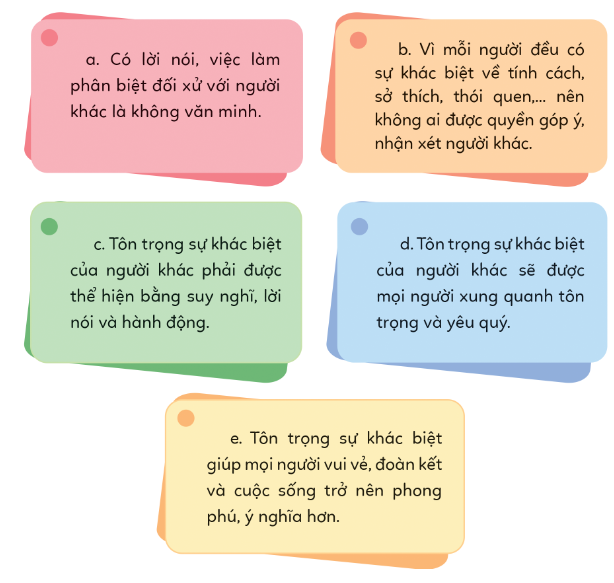 a. Có lời nói, việc làm
phân biệt đối xử với người
khác là không văn minh.
b. Vì mỗi người đều có
sự khác biệt về tính cách,
sở thích, thói quen,... nên
không ai được quyền góp ý,
nhận xét người khác.
c. Tôn trọng sự khác biệt
của người khác phải được
thể hiện bằng suy nghĩ, lời
nói và hành động.
d. Tôn trọng sự khác biệt
của người khác sẽ được
mọi người xung quanh tôn
trọng và yêu quý.
e. Tôn trọng sự khác biệt
giúp mọi người vui vẻ, đoàn kết
và cuộc sống trở nên phong
phú, ý nghĩa hơn.